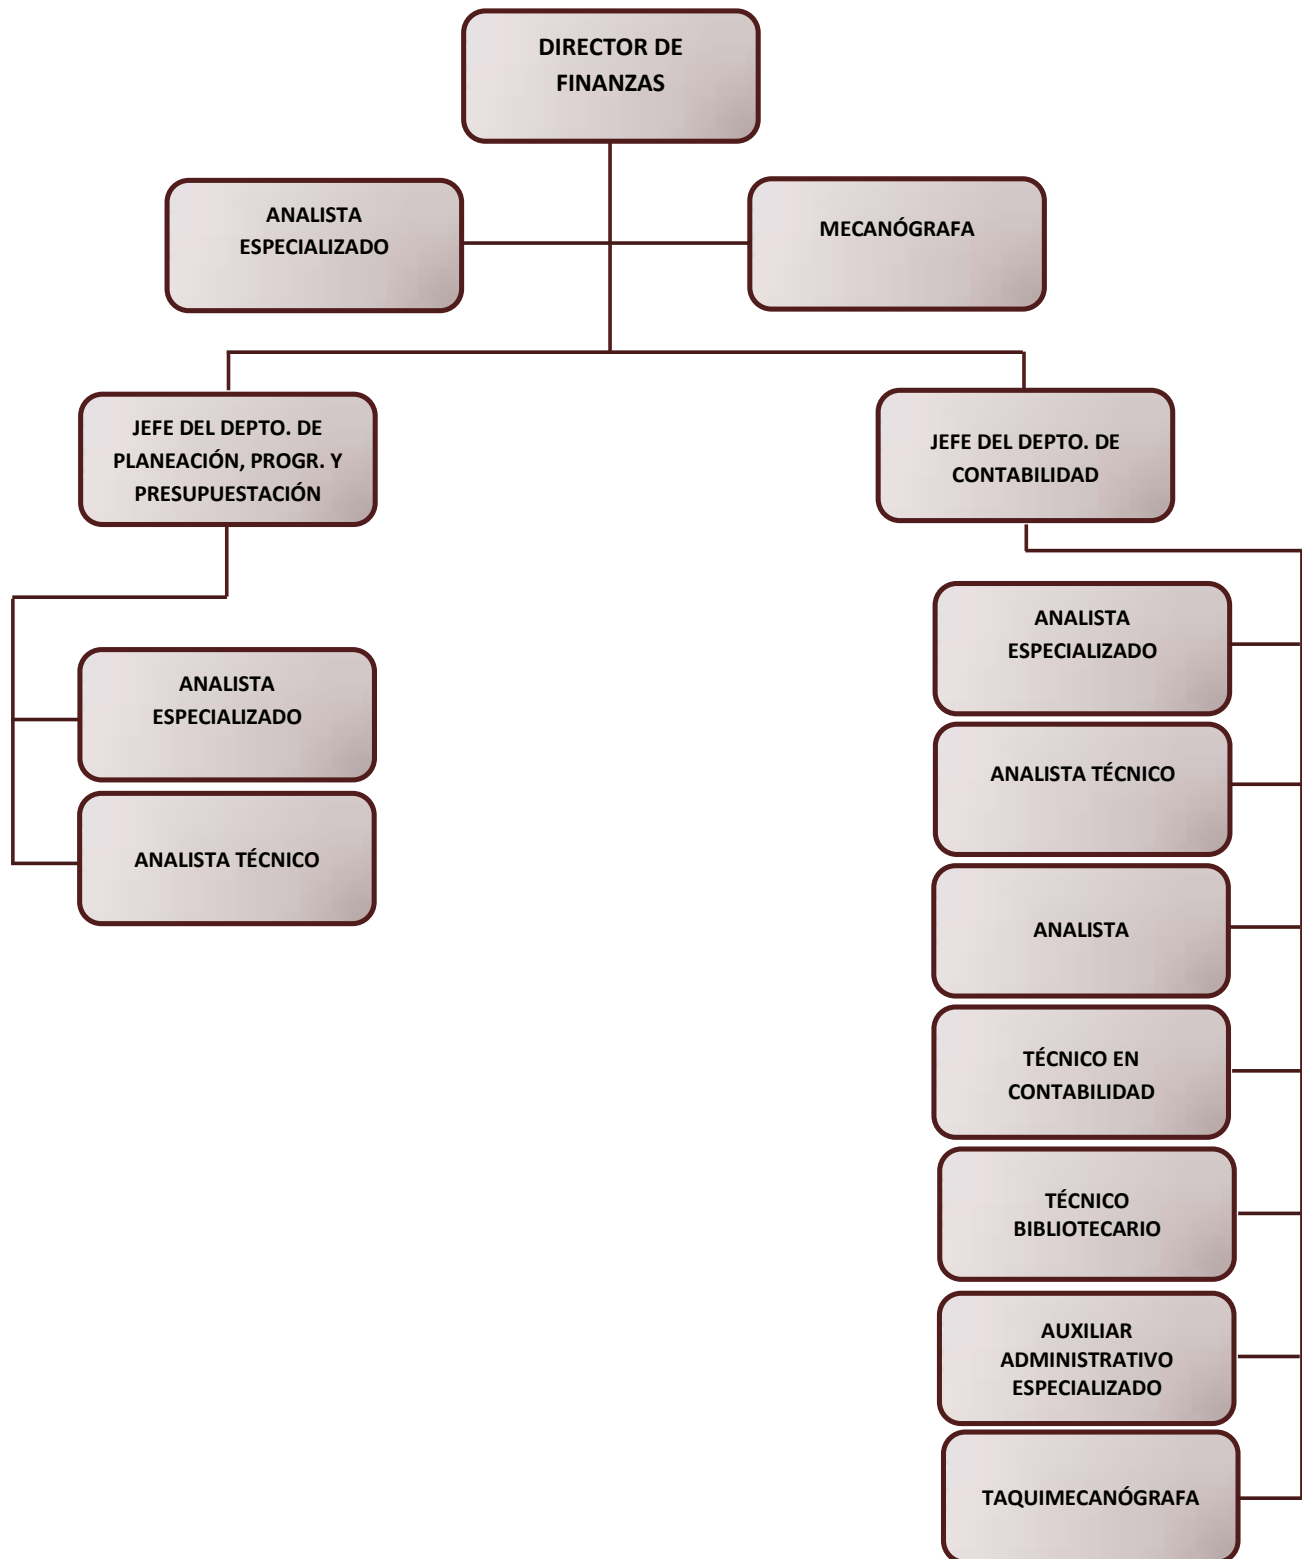 DIRECTOR DE
FINANZAS
ANALISTA
ESPECIALIZADO
MECANÓGRAFA
JEFE DEL DEPTO. DE
PLANEACIÓN, PROGR. Y
PRESUPUESTACIÓN
JEFE DEL DEPTO. DE
CONTABILIDAD
ANALISTA
ESPECIALIZADO
ANALISTA TÉCNICO
ANALISTA
ESPECIALIZADO
ANALISTA TÉCNICO
ANALISTA
TÉCNICO EN
CONTABILIDAD
TÉCNICO
BIBLIOTECARIO
AUXILIAR
ADMINISTRATIVO
ESPECIALIZADO
TAQUIMECANÓGRAFA